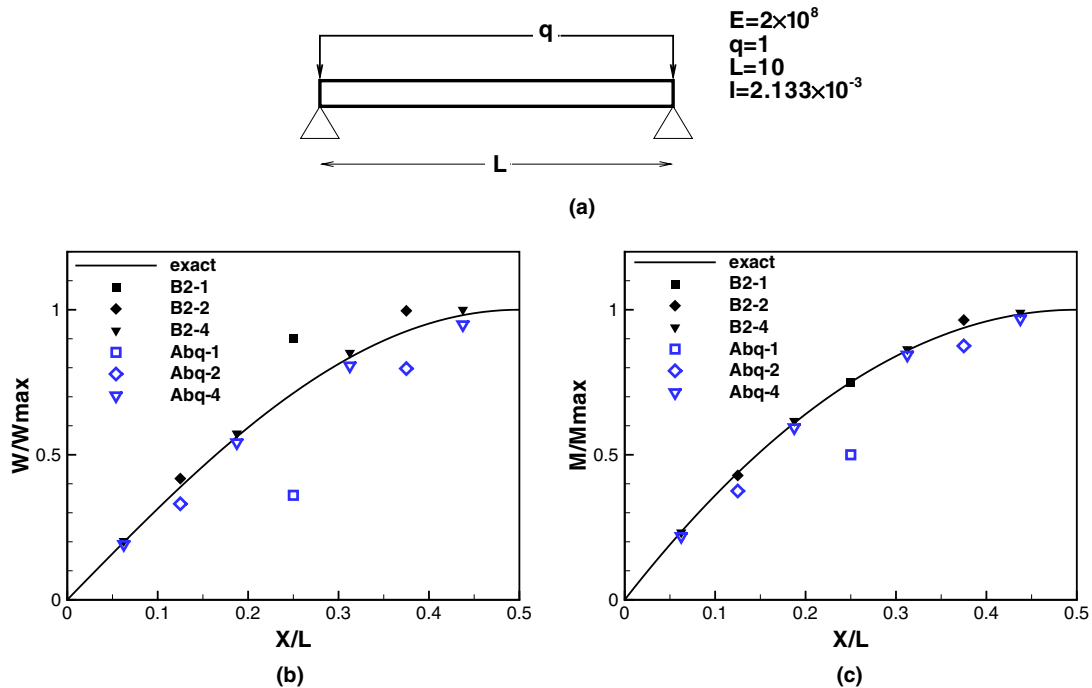 q
E=2×10⁸
q=1
L=10
I=2.133×10⁻³
L
(a)
exact
B2-1
B2-2
B2-4
Abq-1
Abq-2
Abq-4
W/Wmax
1
0.5
0
0 0.1 0.2 0.3 0.4 0.5
X/L
(b)
exact
B2-1
B2-2
B2-4
Abq-1
Abq-2
Abq-4
M/Mmax
1
0.5
0
0 0.1 0.2 0.3 0.4 0.5
X/L
(c)